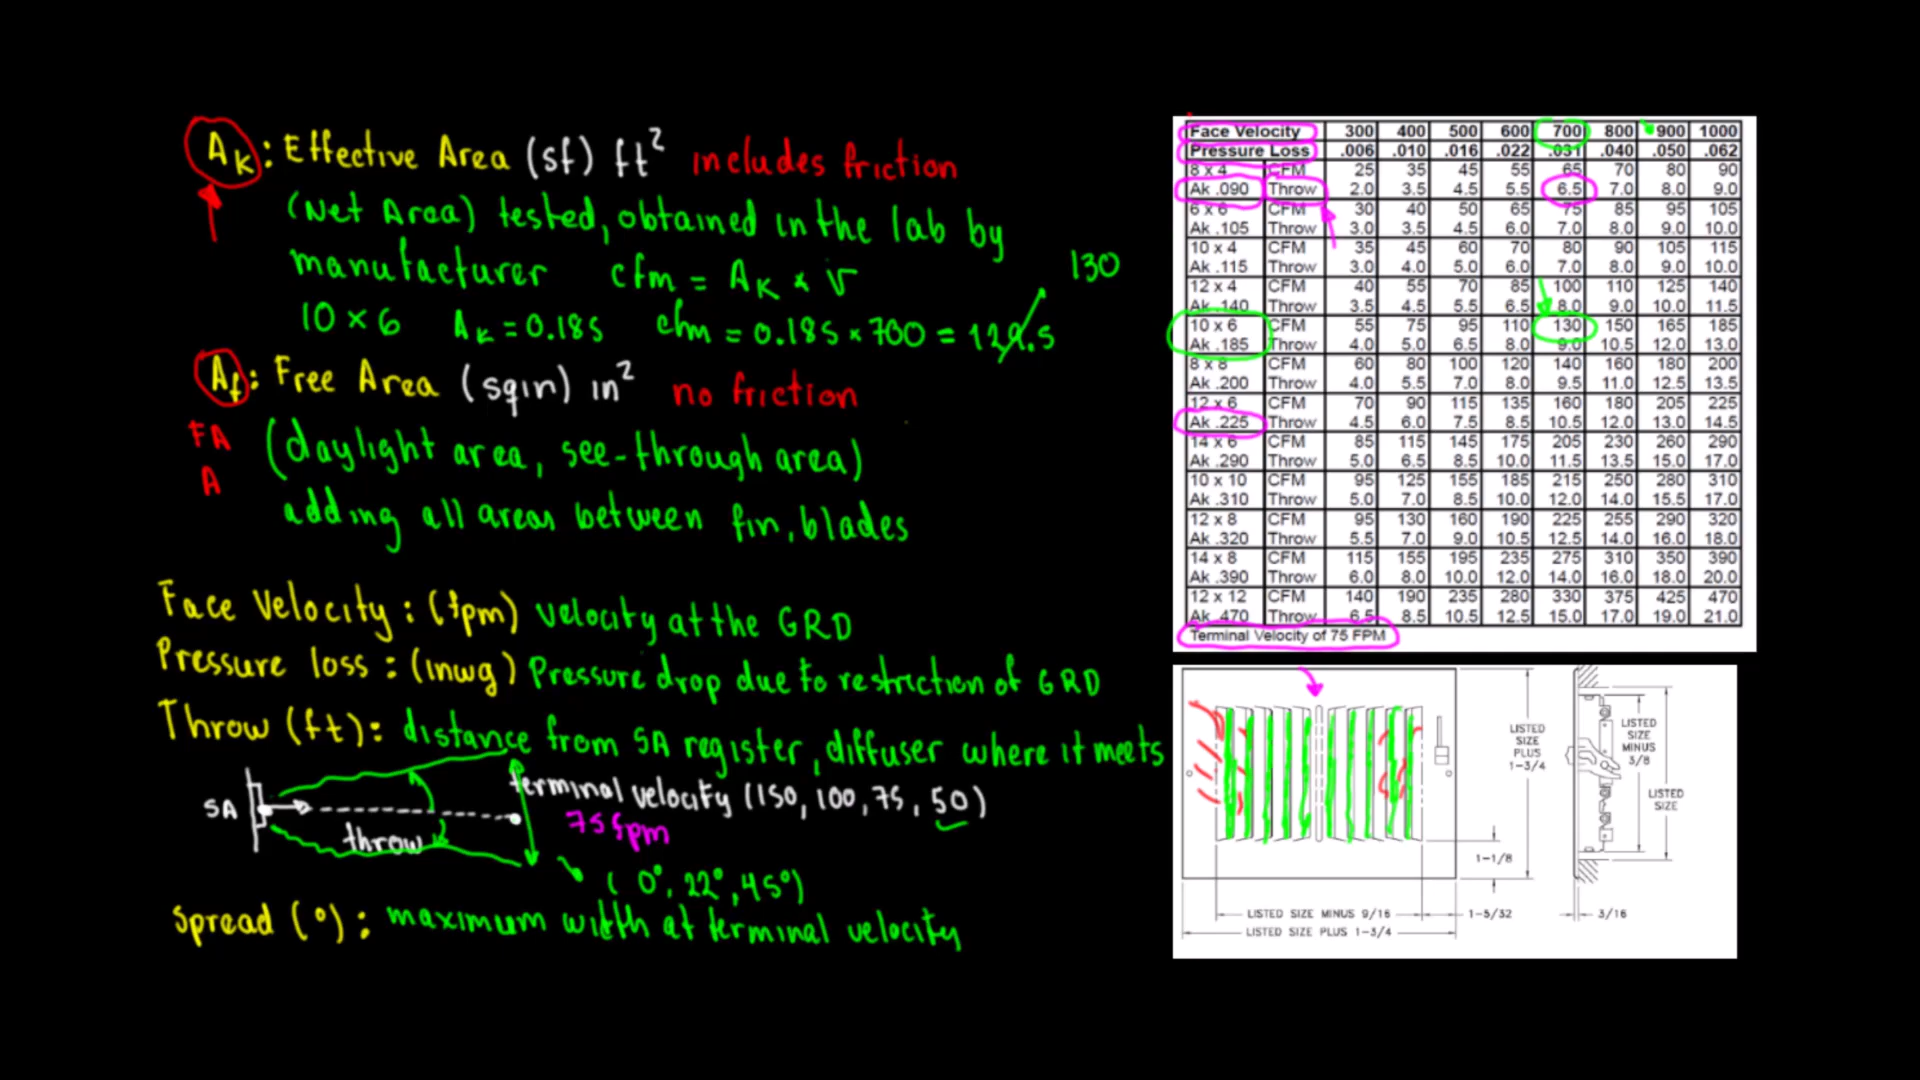 AK : Effective Area (sf) ft² includes friction
(Net Area) tested, obtained in the lab by
manufacturer cfm = AK * V
130
10 x 6 AK = 0.185 cfm = 0.185 * 700 = 129.5
Af : Free Area (sqin) in² no friction
FA (daylight area, see-through area)
A
adding all areas between fin, blades
Face Velocity : (fpm) velocity at the GRD
Pressure loss : (inwg) Pressure drop due to restriction of GRD
Throw (ft) : distance from SA register, diffuser where it meets
terminal velocity (150, 100, 75, 50)
SA
throw
75 fpm
(0°, 22°, 45°)
Spread (°) : maximum width at terminal velocity
Face Velocity 300 400 500 600 700 800 900 1000
Pressure Loss .006 .010 .016 .022 .031 .040 .050 .062
8 x 4 CFM 25 35 45 55 65 70 80 90
Ak .090 Throw 2.0 3.5 4.5 5.5 6.5 7.0 8.0 9.0
6 x 6 CFM 30 40 50 65 75 85 95 105
Ak .105 Throw 3.0 3.5 4.5 6.0 7.0 8.0 9.0 10.0
10 x 4 CFM 35 45 60 70 80 90 105 115
Ak .115 Throw 3.0 4.0 5.0 6.0 7.0 8.0 9.0 10.0
12 x 4 CFM 40 55 70 85 100 110 125 140
Ak .140 Throw 3.5 4.5 5.5 6.5 8.0 9.0 10.0 11.5
10 x 6 CFM 55 75 95 110 130 150 165 185
Ak .185 Throw 4.0 5.0 6.5 8.0 9.0 10.5 12.0 13.0
8 x 8 CFM 60 80 100 120 140 160 180 200
Ak .200 Throw 4.0 5.5 7.0 8.0 9.5 11.0 12.5 13.5
12 x 6 CFM 70 90 115 135 160 180 205 225
Ak .225 Throw 4.5 6.0 7.5 8.5 10.5 12.0 13.0 14.5
14 x 6 CFM 85 115 145 175 205 230 260 290
Ak .290 Throw 5.0 6.5 8.5 10.0 11.5 13.5 15.0 17.0
10 x 10 CFM 95 125 155 185 215 250 280 310
Ak .310 Throw 5.0 7.0 8.5 10.0 12.0 14.0 15.5 17.0
12 x 8 CFM 95 130 160 190 225 255 290 320
Ak .320 Throw 5.5 7.0 9.0 10.5 12.5 14.0 16.0 18.0
14 x 8 CFM 115 155 195 235 275 310 350 390
Ak .390 Throw 6.0 8.0 10.0 12.0 14.0 16.0 18.0 20.0
12 x 12 CFM 140 190 235 280 330 375 425 470
Ak .470 Throw 6.5 8.5 10.5 12.5 15.0 17.0 19.0 21.0
Terminal Velocity of 75 FPM
LISTED
SIZE
PLUS
1-3/4
LISTED
SIZE
MINUS
3/8
LISTED
SIZE
1-1/8
LISTED SIZE MINUS 9/16
1-5/32
3/16
LISTED SIZE PLUS 1-3/4